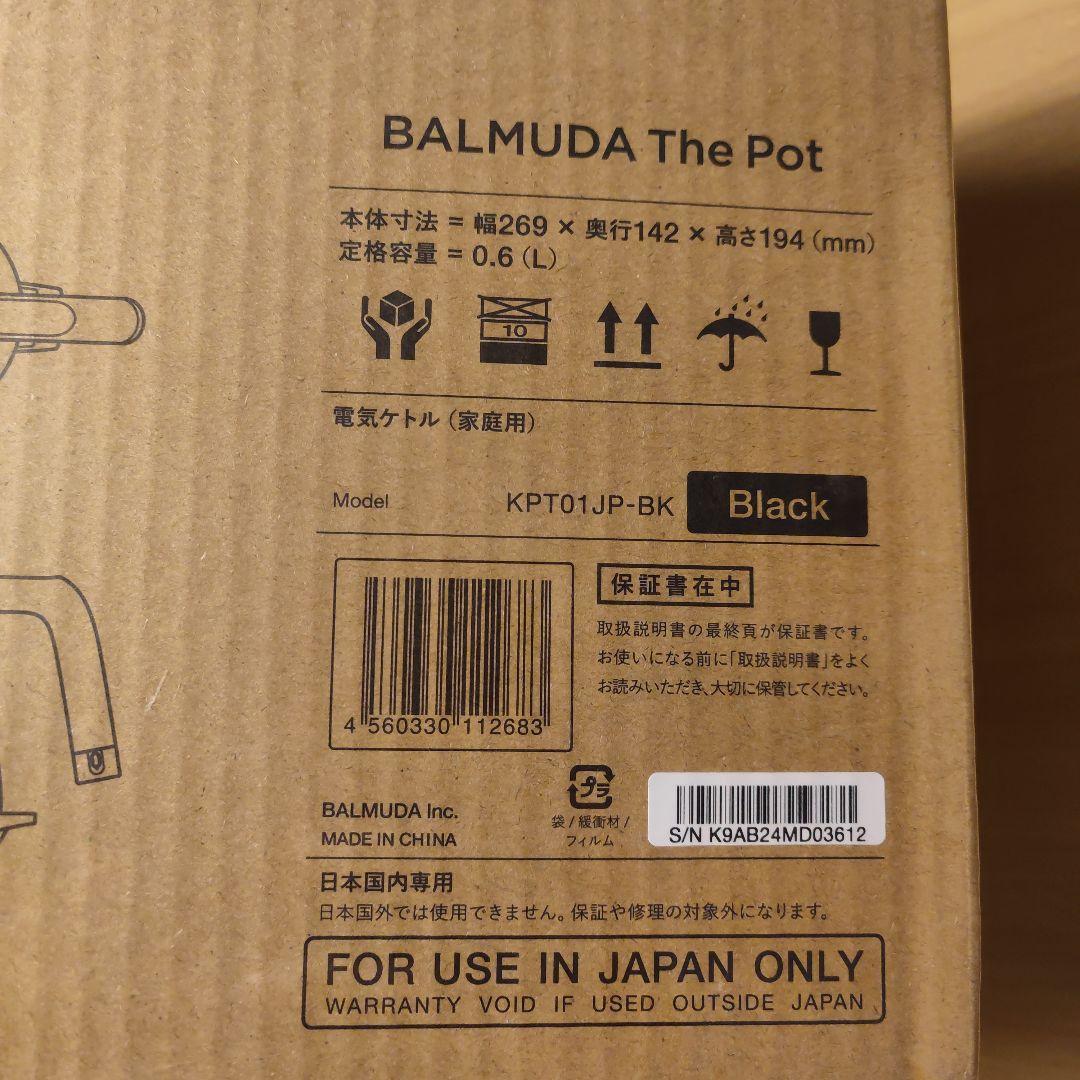 BALMUDA The Pot
本体寸法 = 幅269 × 奥行142 × 高さ194 (mm)
定格容量 = 0.6 (L)
10
電気ケトル (家庭用)
Model KPT01JP-BK Black
保証書在中
取扱説明書の最終頁が保証書です。
お使いになる前に「取扱説明書」をよく
お読みいただき、大切に保管してください。
4 560330 112683
プラ
袋 / 緩衝材 /
フィルム
BALMUDA Inc.
MADE IN CHINA
S/N K9AB24MD03612
日本国内専用
日本国外では使用できません。保証や修理の対象外になります。
FOR USE IN JAPAN ONLY
WARRANTY VOID IF USED OUTSIDE JAPAN